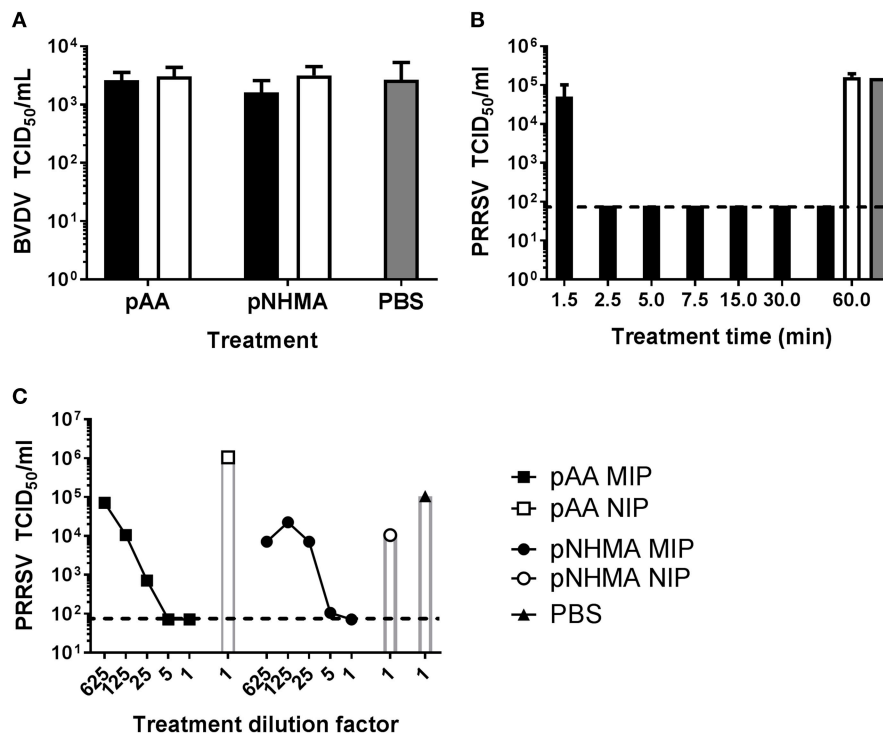 A
BVDV TCID50/mL
10^4
10^3
10^2
10^1
10^0
pAA pNHMA PBS
Treatment
B
PRRSV TCID50/ml
10^6
10^5
10^4
10^3
10^2
10^1
10^0
1.5 2.5 5.0 7.5 15.0 30.0 60.0
Treatment time (min)
C
PRRSV TCID50/ml
10^7
10^6
10^5
10^4
10^3
10^2
10^1
625 125 25 5 1 1 625 125 25 5 1 1 1
Treatment dilution factor
pAA MIP
pAA NIP
pNHMA MIP
pNHMA NIP
PBS